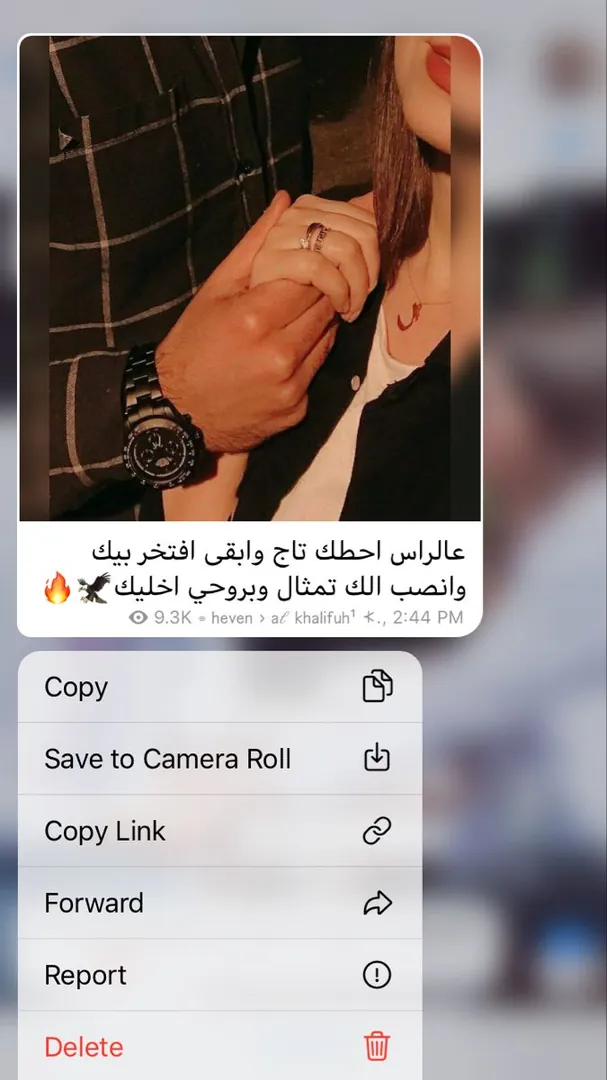 عالراس احطك تاج وابقى افتخر بيك
وانصب الك تمثال وبروحي اخليك🦅🔥
9.3K • heven › aℓ khalifuh¹ ⵣ., 2:44 PM
Copy
Save to Camera Roll
Copy Link
Forward
Report
Delete